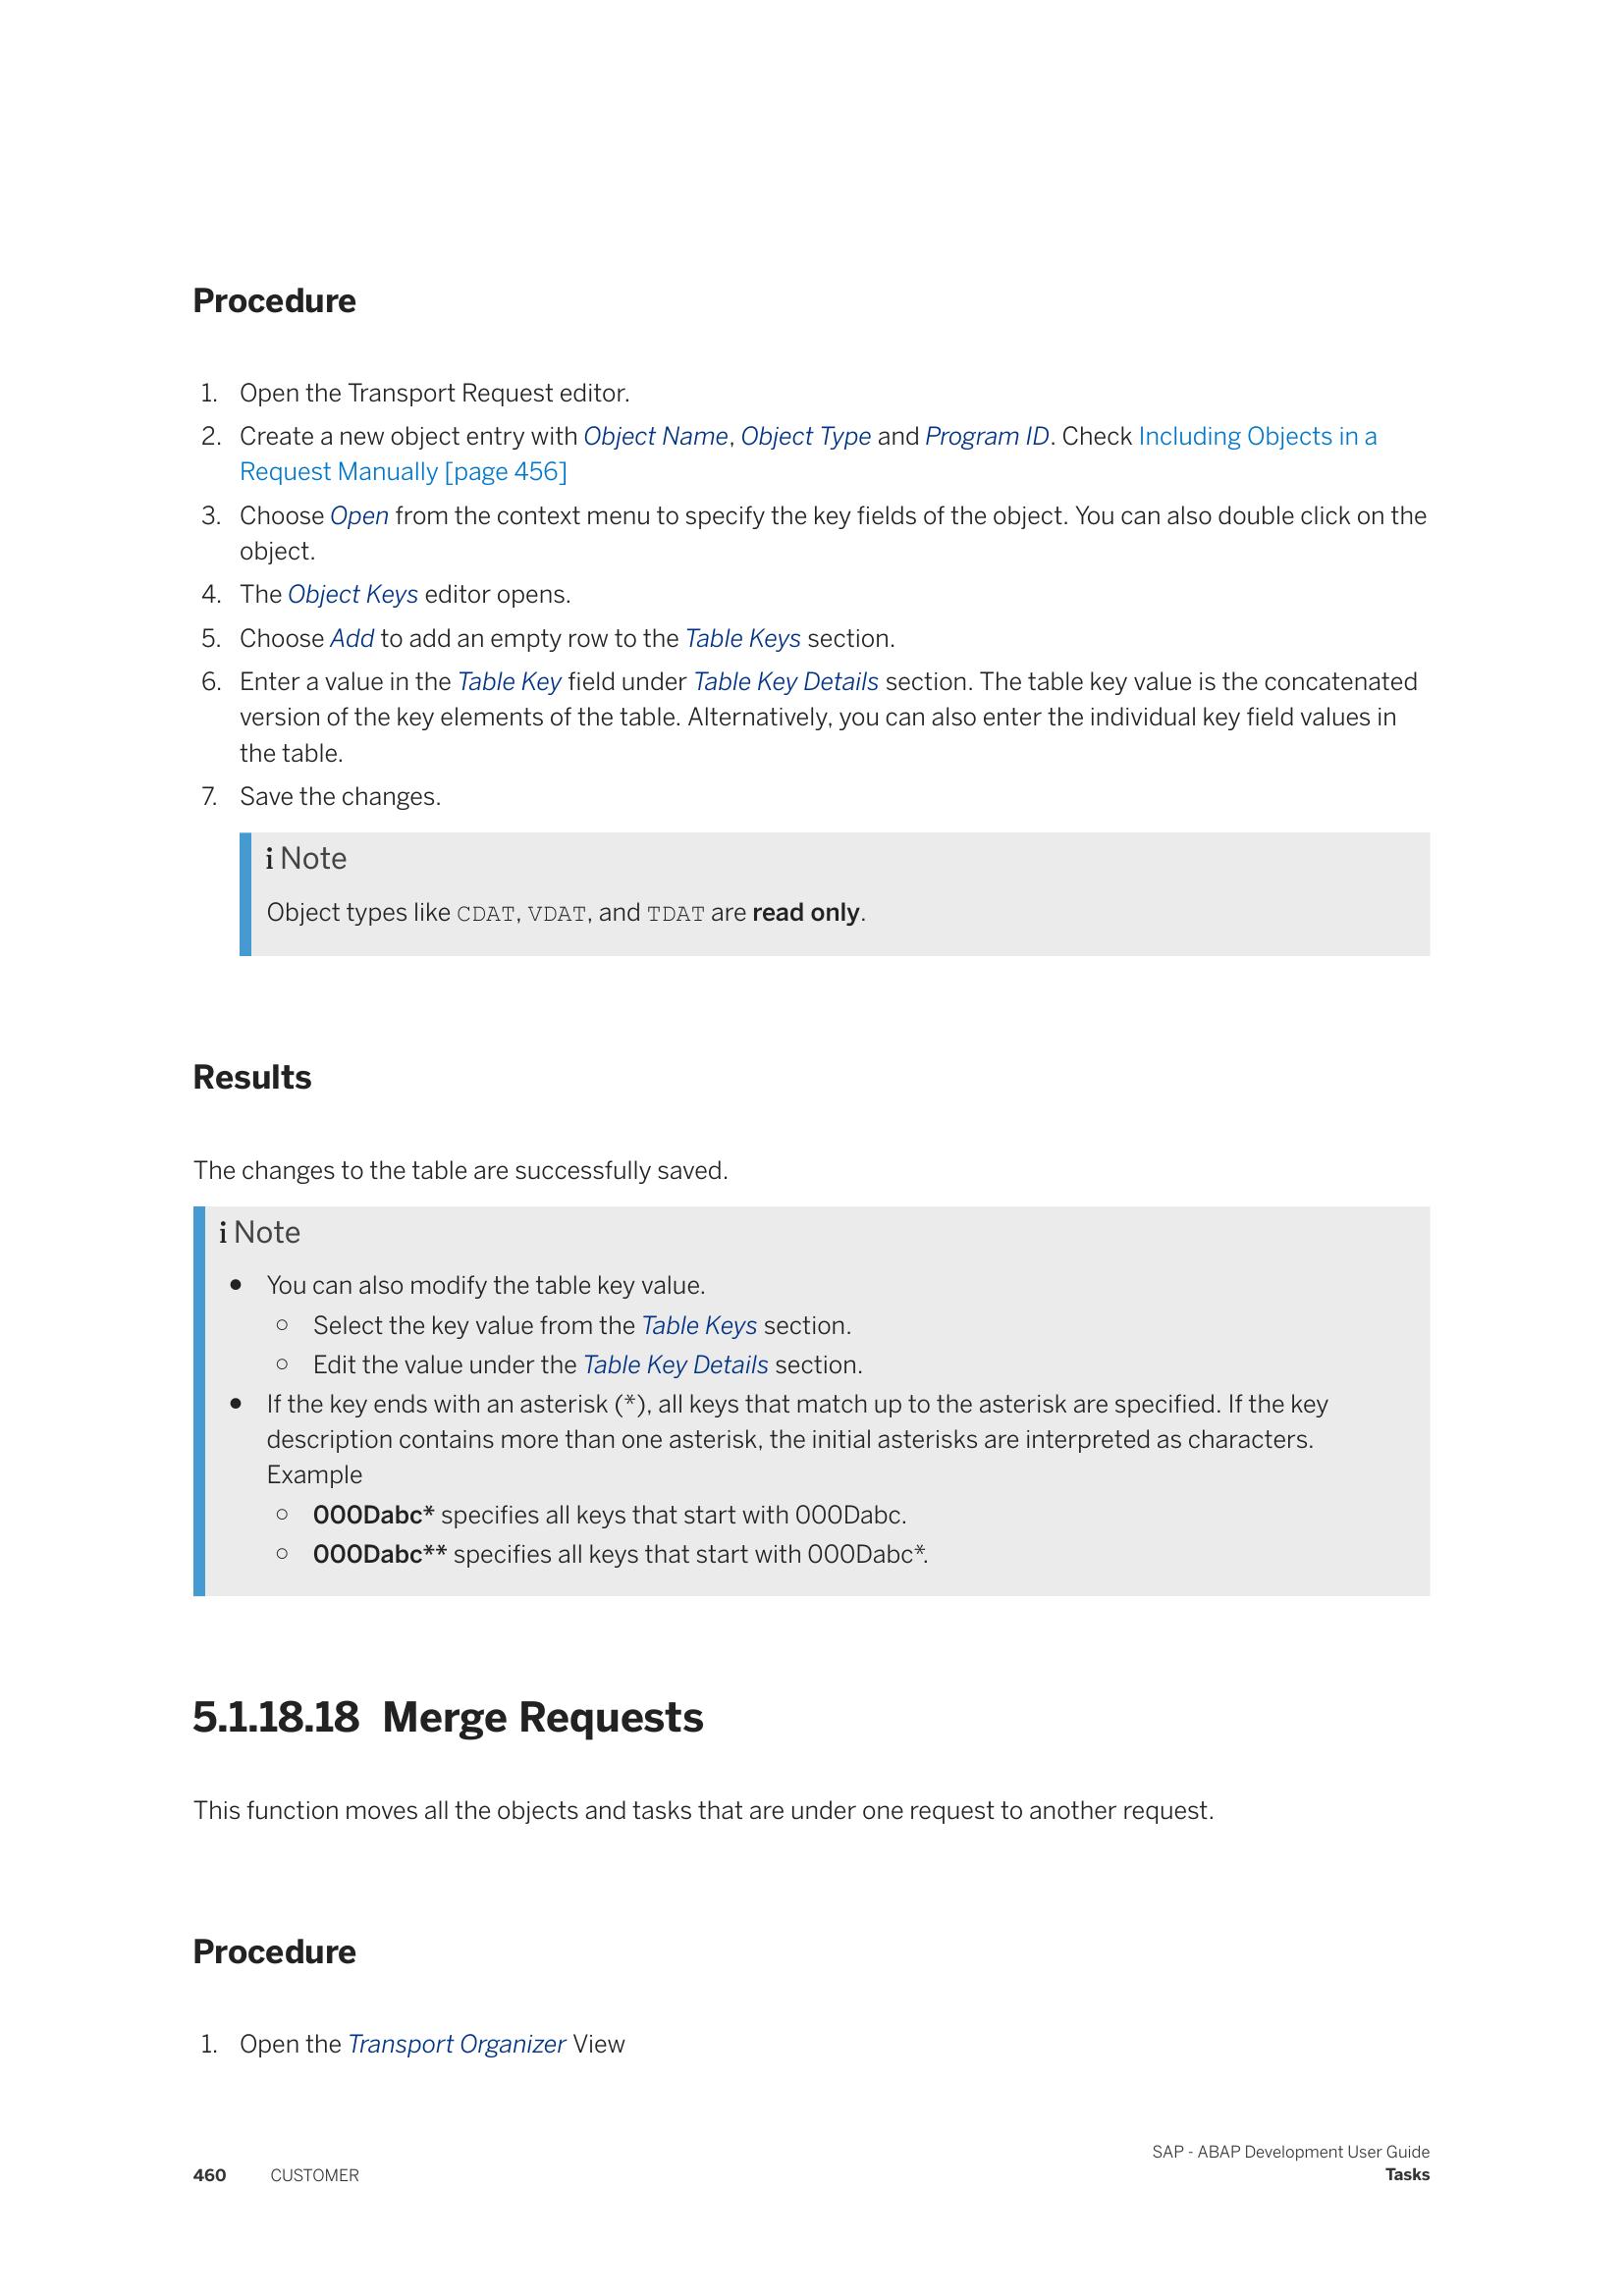 Procedure
1. Open the Transport Request editor.
2. Create a new object entry with Object Name, Object Type and Program ID. Check Including Objects in a
Request Manually [page 456]
3. Choose Open from the context menu to specify the key fields of the object. You can also double click on the
object.
4. The Object Keys editor opens.
5. Choose Add to add an empty row to the Table Keys section.
6. Enter a value in the Table Key field under Table Key Details section. The table key value is the concatenated
version of the key elements of the table. Alternatively, you can also enter the individual key field values in
the table.
7. Save the changes.
i Note
Object types like CDAT, VDAT, and TDAT are read only.
Results
The changes to the table are successfully saved.
i Note
● You can also modify the table key value.
○ Select the key value from the Table Keys section.
○ Edit the value under the Table Key Details section.
● If the key ends with an asterisk (*), all keys that match up to the asterisk are specified. If the key
description contains more than one asterisk, the initial asterisks are interpreted as characters.
Example
○ 000Dabc* specifies all keys that start with 000Dabc.
○ 000Dabc** specifies all keys that start with 000Dabc*.
5.1.18.18 Merge Requests
This function moves all the objects and tasks that are under one request to another request.
Procedure
1. Open the Transport Organizer View
SAP - ABAP Development User Guide
460 CUSTOMER Tasks